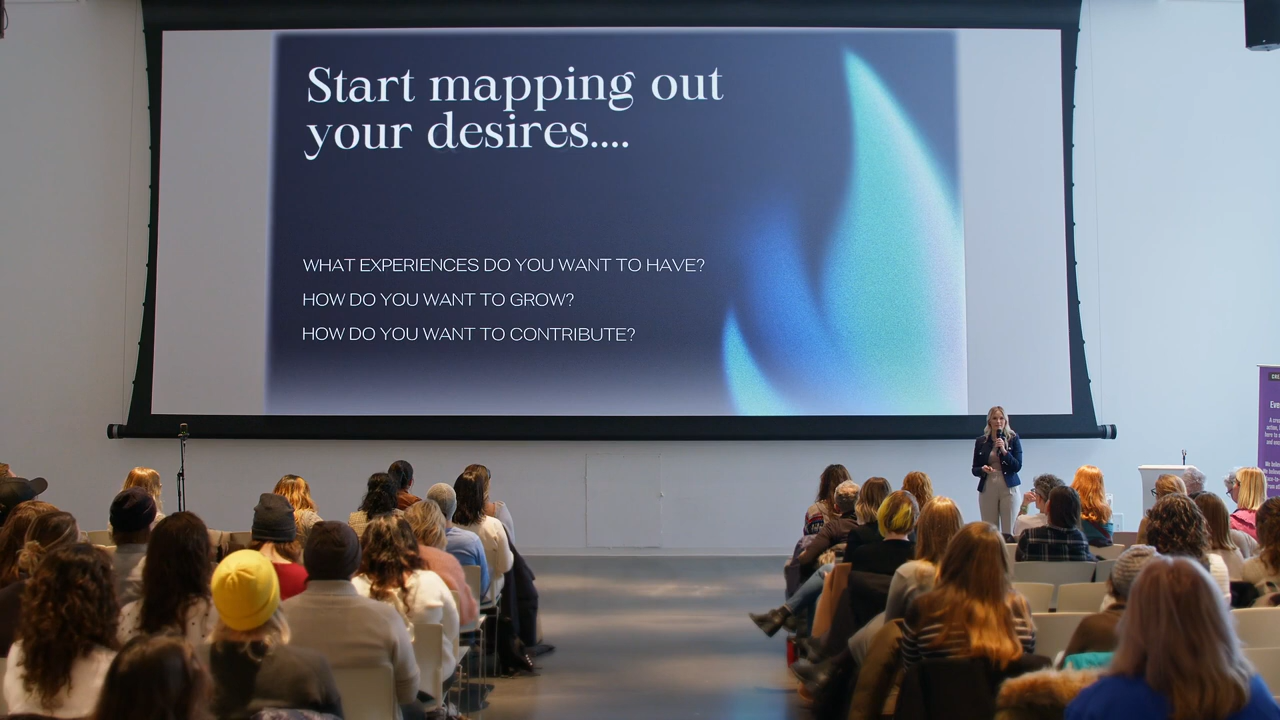 Start mapping out
your desires....
WHAT EXPERIENCES DO YOU WANT TO HAVE?
HOW DO YOU WANT TO GROW?
HOW DO YOU WANT TO CONTRIBUTE?